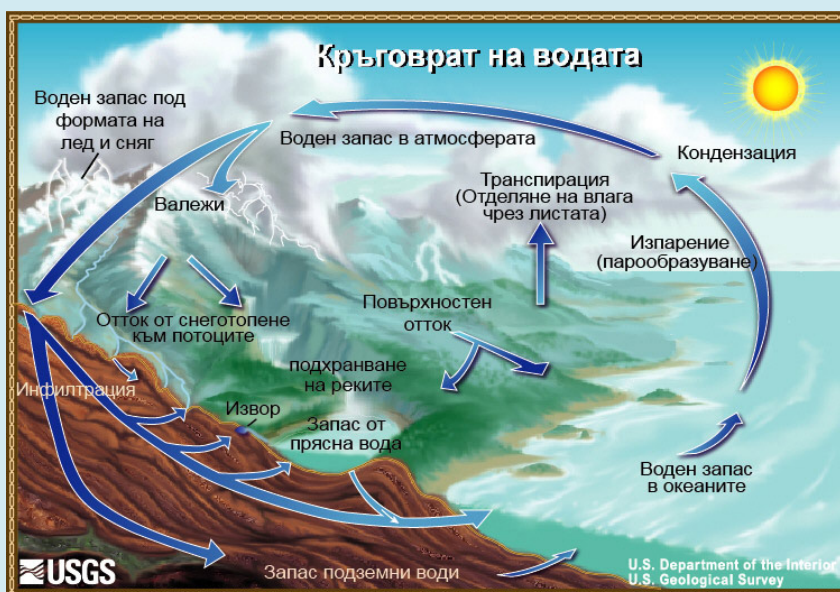 Кръговрат на водата
Воден запас под
формата на
лед и сняг
Воден запас в атмосферата
Кондензация
Транспирация
(Отделяне на влага
чрез листата)
Валежи
Изпарение
(парообразуване)
Повърхностен
отток
Отток от снеготопене
към потоците
подхранване
на реките
Инфилтрация
Извор
Запас от
прясна вода
Воден запас
в океаните
Запас подземни води
USGS
U.S. Department of the Interior
U.S. Geological Survey